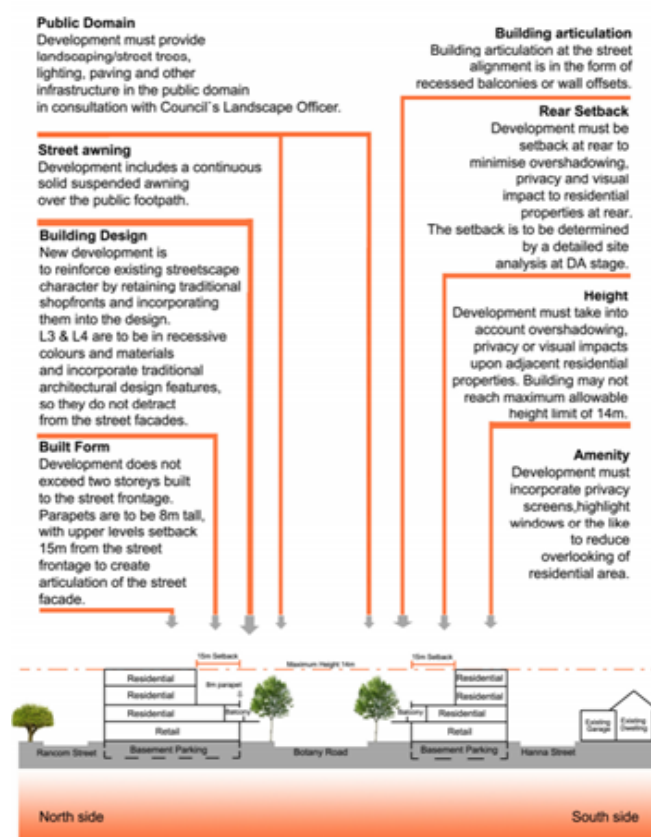 Public Domain
Development must provide
landscaping/street trees,
lighting, paving and other
infrastructure in the public domain
in consultation with Council`s Landscape Officer.
Street awning
Development includes a continuous
solid suspended awning
over the public footpath.
Building Design
New development is
to reinforce existing streetscape
character by retaining traditional
shopfronts and incorporating
them into the design.
L3 & L4 are to be in recessive
colours and materials
and incorporate traditional
architectural design features,
so they do not detract
from the street facades.
Built Form
Development does not
exceed two storeys built
to the street frontage.
Parapets are to be 8m tall,
with upper levels setback
15m from the street
frontage to create
articulation of the street
facade.
Building articulation
Building articulation at the street
alignment is in the form of
recessed balconies or wall offsets.
Rear Setback
Development must be
setback at rear to
minimise overshadowing,
privacy and visual
impact to residential
properties at rear.
The setback is to be determined
by a detailed site
analysis at DA stage.
Height
Development must take into
account overshadowing,
privacy or visual impacts
upon adjacent residential
properties. Building may not
reach maximum allowable
height limit of 14m.
Amenity
Development must
incorporate privacy
screens,highlight
windows or the like
to reduce
overlooking of
residential area.
15m Setback
Maximum Height 14m
15m Setback
Residential
Residential
8m parapet
Residential
Balcony
Retail
Basement Parking
Residential
Residential
Balcony
Residential
Retail
Basement Parking
Existing
Garage
Existing
Dwelling
Rancom Street
Botany Road
Hanna Street
North side
South side